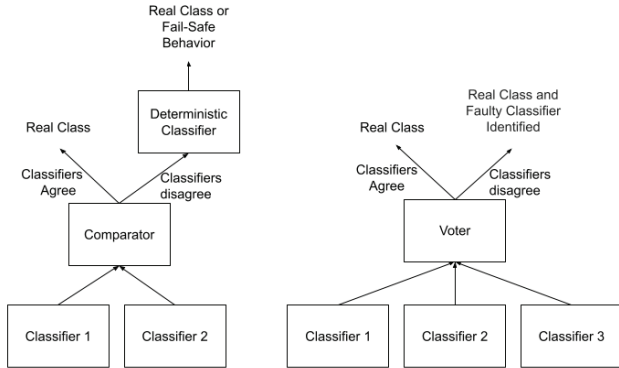 Real Class or
Fail-Safe
Behavior
Deterministic
Classifier
Real Class
Classifiers
Agree
Classifiers
disagree
Comparator
Classifier 1
Classifier 2
Real Class and
Faulty Classifier
Identified
Real Class
Classifiers
Agree
Classifiers
disagree
Voter
Classifier 1
Classifier 2
Classifier 3